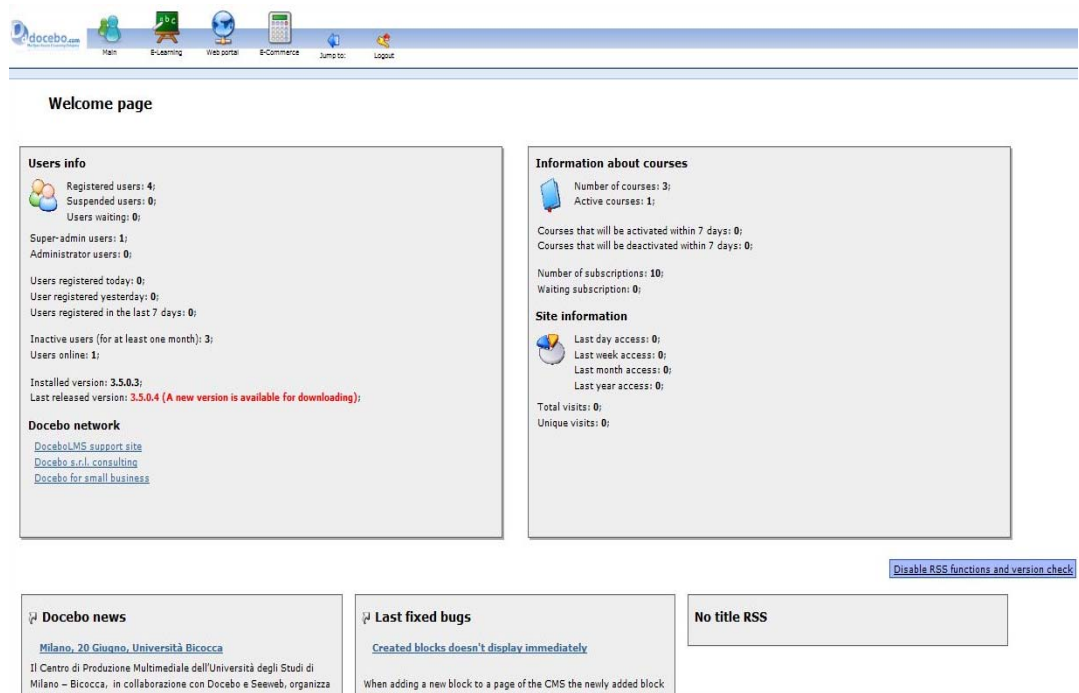 docebo.com
Main
E-Learning
Web portal
E-Commerce
Jump to:
Logout
Welcome page
Users info
Registered users: 4;
Suspended users: 0;
Users waiting: 0;
Super-admin users: 1;
Administrator users: 0;
Users registered today: 0;
User registered yesterday: 0;
Users registered in the last 7 days: 0;
Inactive users (for at least one month): 3;
Users online: 1;
Installed version: 3.5.0.3;
Last released version: 3.5.0.4 (A new version is available for downloading);
Docebo network
DoceboLMS support site
Docebo s.r.l. consulting
Docebo for small business
Information about courses
Number of courses: 3;
Active courses: 1;
Courses that will be activated within 7 days: 0;
Courses that will be deactivated within 7 days: 0;
Number of subscriptions: 10;
Waiting subscription: 0;
Site information
Last day access: 0;
Last week access: 0;
Last month access: 0;
Last year access: 0;
Total visits: 0;
Unique visits: 0;
Disable RSS functions and version check
Docebo news
Milano, 20 Giugno, Università Bicocca
Il Centro di Produzione Multimediale dell'Università degli Studi di
Milano – Bicocca, in collaborazione con Docebo e Seeweb, organizza
Last fixed bugs
Created blocks doesn't display immediately
When adding a new block to a page of the CMS the newly added block
No title RSS